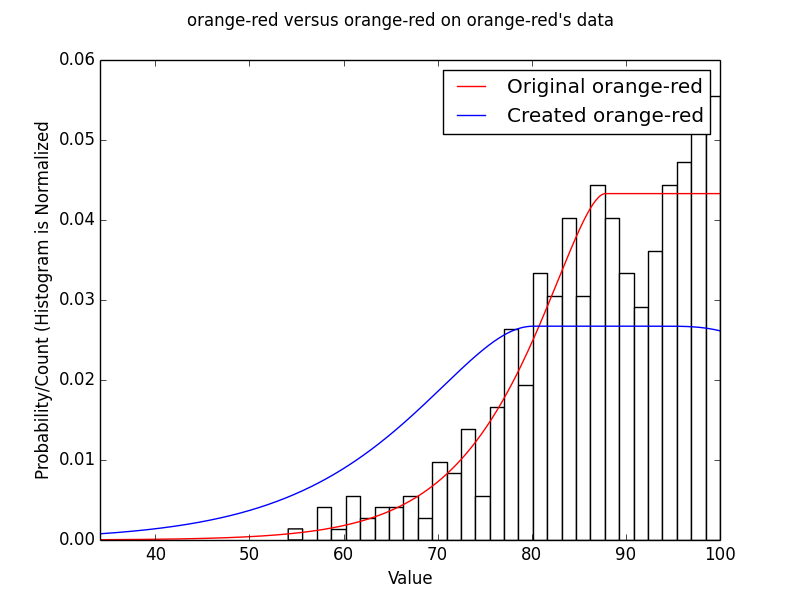 orange-red versus orange-red on orange-red's data
Original orange-red
Created orange-red
Probability/Count (Histogram is Normalized
0.06
0.05
0.04
0.03
0.02
0.01
0.00
40 50 60 70 80 90 100
Value